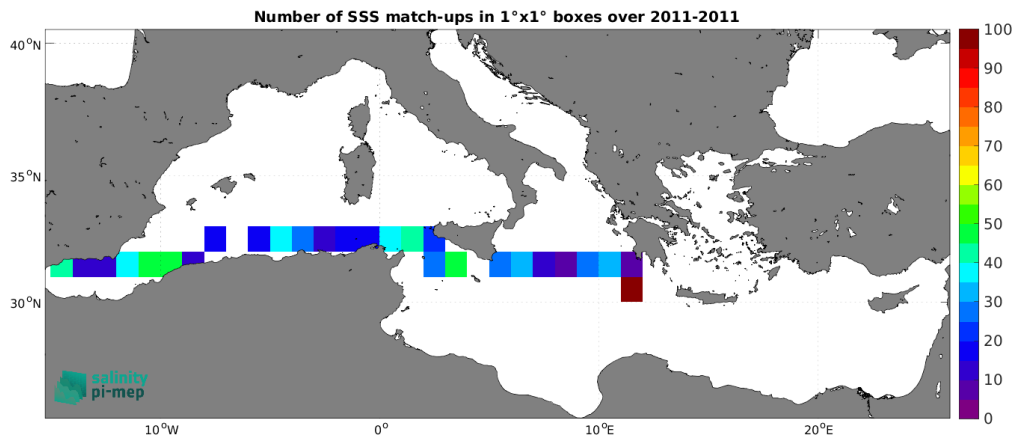 Number of SSS match-ups in 1°x1° boxes over 2011-2011
40°N
35°N
30°N
10°W
0°
10°E
20°E
100
90
80
70
60
50
40
30
20
10
0
salinity
pi-mep